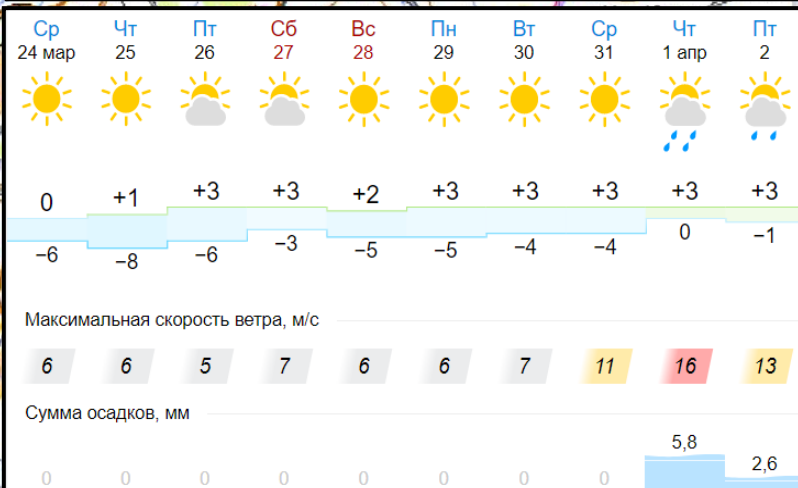 Ср Чт Пт Сб Вс Пн Вт Ср Чт Пт
24 мар 25 26 27 28 29 30 31 1 апр 2
0 +1 +3 +3 +2 +3 +3 +3 +3 +3
−6 −8 −6 −3 −5 −5 −4 −4 0 −1
Максимальная скорость ветра, м/с
6 6 5 7 6 6 7 11 16 13
Сумма осадков, мм
0 0 0 0 0 0 0 0 5,8 2,6